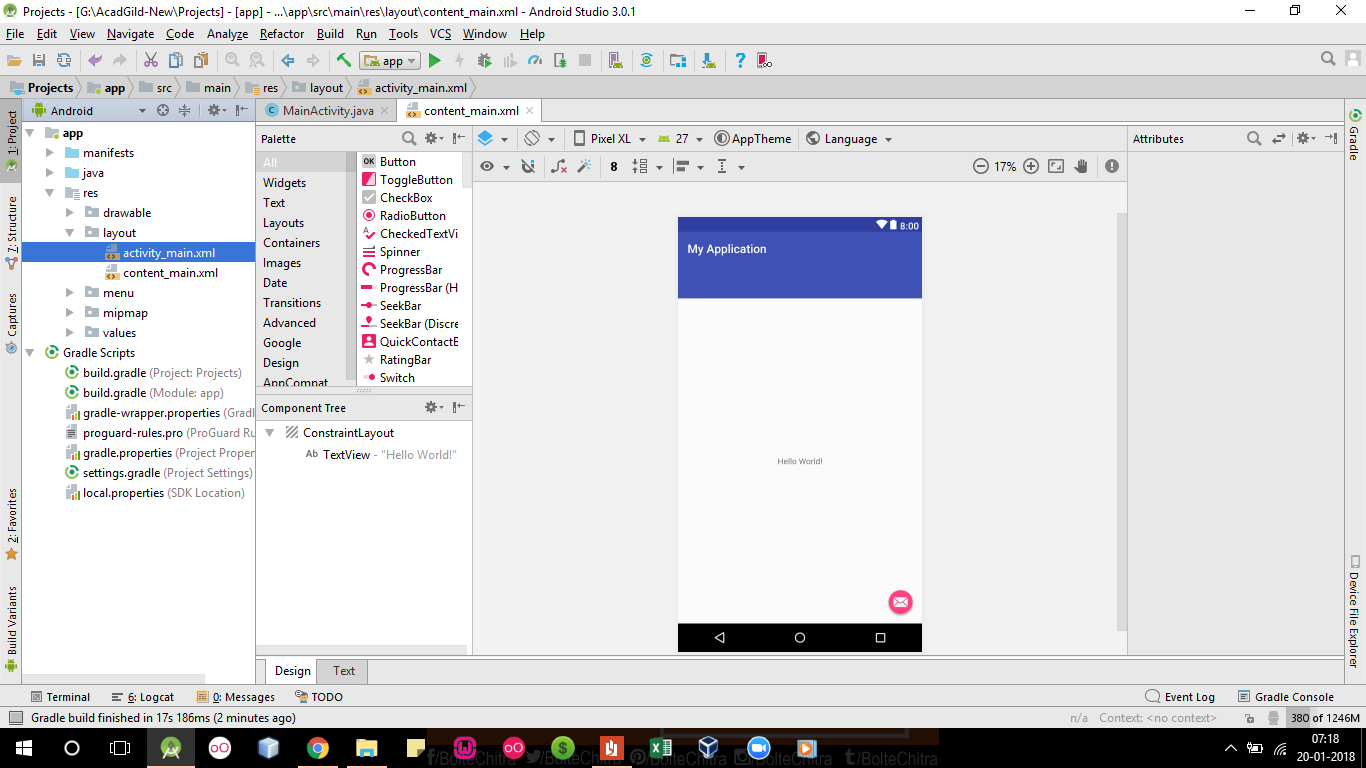 Projects - [G:\AcadGild-New\Projects] - [app] - ...\app\src\main\res\layout\content_main.xml - Android Studio 3.0.1
File Edit View Navigate Code Analyze Refactor Build Run Tools VCS Window Help
app
Projects app src main res layout activity_main.xml
1: Project
7: Structure
Captures
2: Favorites
Build Variants
Android
app
manifests
java
res
drawable
layout
activity_main.xml
content_main.xml
menu
mipmap
values
Gradle Scripts
build.gradle (Project: Projects)
build.gradle (Module: app)
gradle-wrapper.properties (Gradl
proguard-rules.pro (ProGuard Ru
gradle.properties (Project Proper
settings.gradle (Project Settings)
local.properties (SDK Location)
MainActivity.java content_main.xml
Palette
All
Widgets
Text
Layouts
Containers
Images
Date
Transitions
Advanced
Google
Design
AppCompat
OK Button
ToggleButton
CheckBox
RadioButton
CheckedTextVi
Spinner
ProgressBar
ProgressBar (H
SeekBar
SeekBar (Discre
QuickContactB
RatingBar
Switch
Component Tree
ConstraintLayout
Ab TextView - "Hello World!"
Pixel XL 27 AppTheme Language
8 17%
8:00
My Application
Hello World!
Attributes
Gradle
Device File Explorer
Design Text
Terminal 6: Logcat 0: Messages TODO Event Log Gradle Console
Gradle build finished in 17s 186ms (2 minutes ago) n/a Context: <no context> 380 of 1246M
f/BolteChitra /BolteChitra /BolteChitra /BolteChitra t/BolteChitra
07:18
20-01-2018